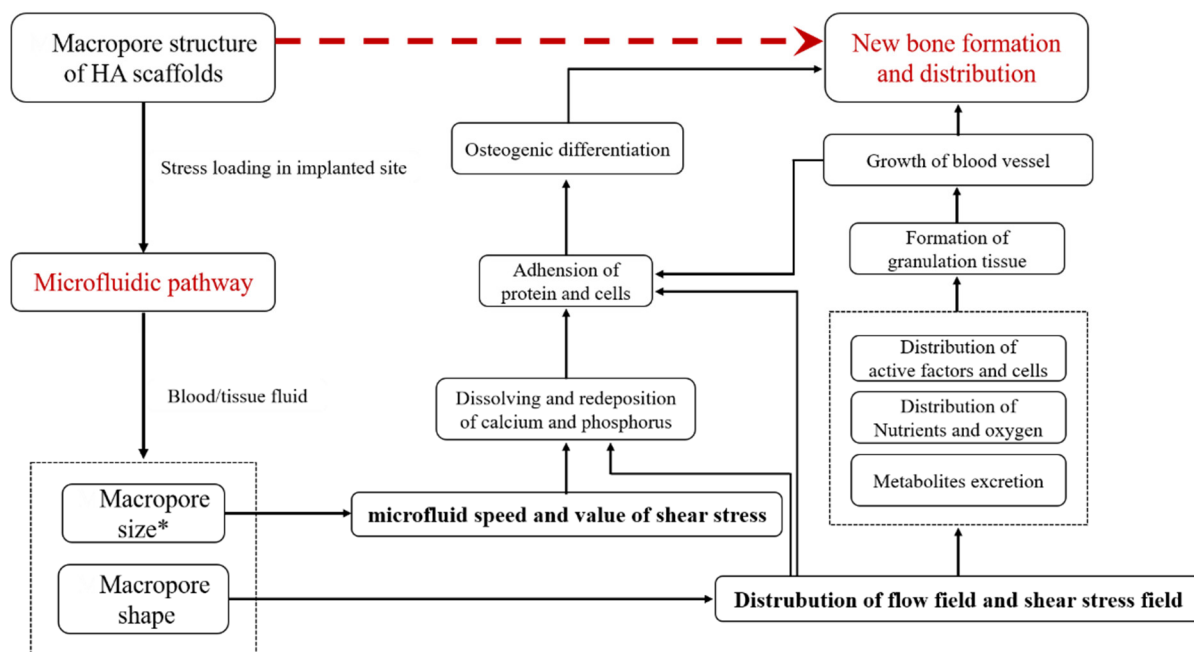 Macropore structure
of HA scaffolds
New bone formation
and distribution
Osteogenic differentiation
Growth of blood vessel
Stress loading in implanted site
Formation of
granulation tissue
Microfluidic pathway
Adhension of
protein and cells
Distribution of
active factors and cells
Blood/tissue fluid
Dissolving and redeposition
of calcium and phosphorus
Distribution of
Nutrients and oxygen
Metabolites excretion
Macropore
size*
microfluid speed and value of shear stress
Macropore
shape
Distrubution of flow field and shear stress field